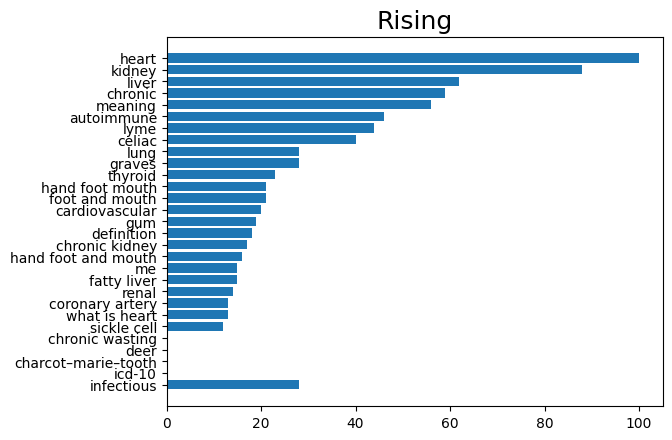 Rising
heart
kidney
liver
chronic
meaning
autoimmune
lyme
celiac
lung
graves
thyroid
hand foot mouth
foot and mouth
cardiovascular
gum
definition
chronic kidney
hand foot and mouth
me
fatty liver
renal
coronary artery
what is heart
sickle cell
chronic wasting
deer
charcot–marie–tooth
icd-10
infectious
0 20 40 60 80 100